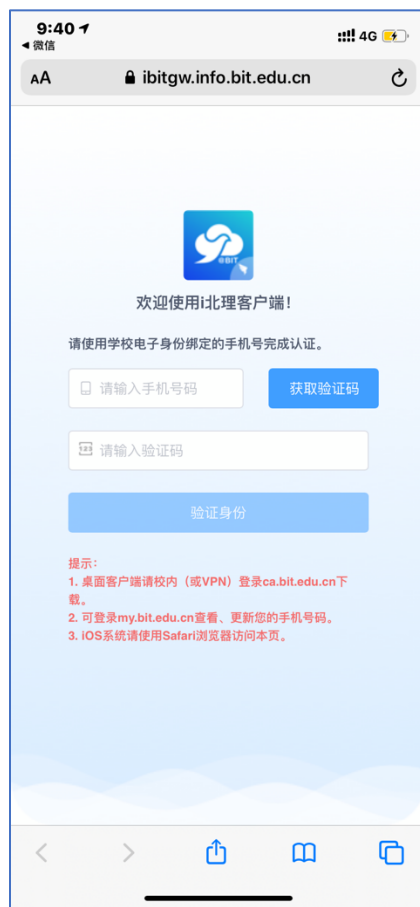 9:40
◀ 微信
4G
AA
ibitgw.info.bit.edu.cn
@BIT
欢迎使用i北理客户端！
请使用学校电子身份绑定的手机号完成认证。
请输入手机号码
获取验证码
123
请输入验证码
验证身份
提示：
1. 桌面客户端请校内（或VPN）登录ca.bit.edu.cn下
载。
2. 可登录my.bit.edu.cn查看、更新您的手机号码。
3. iOS系统请使用Safari浏览器访问本页。